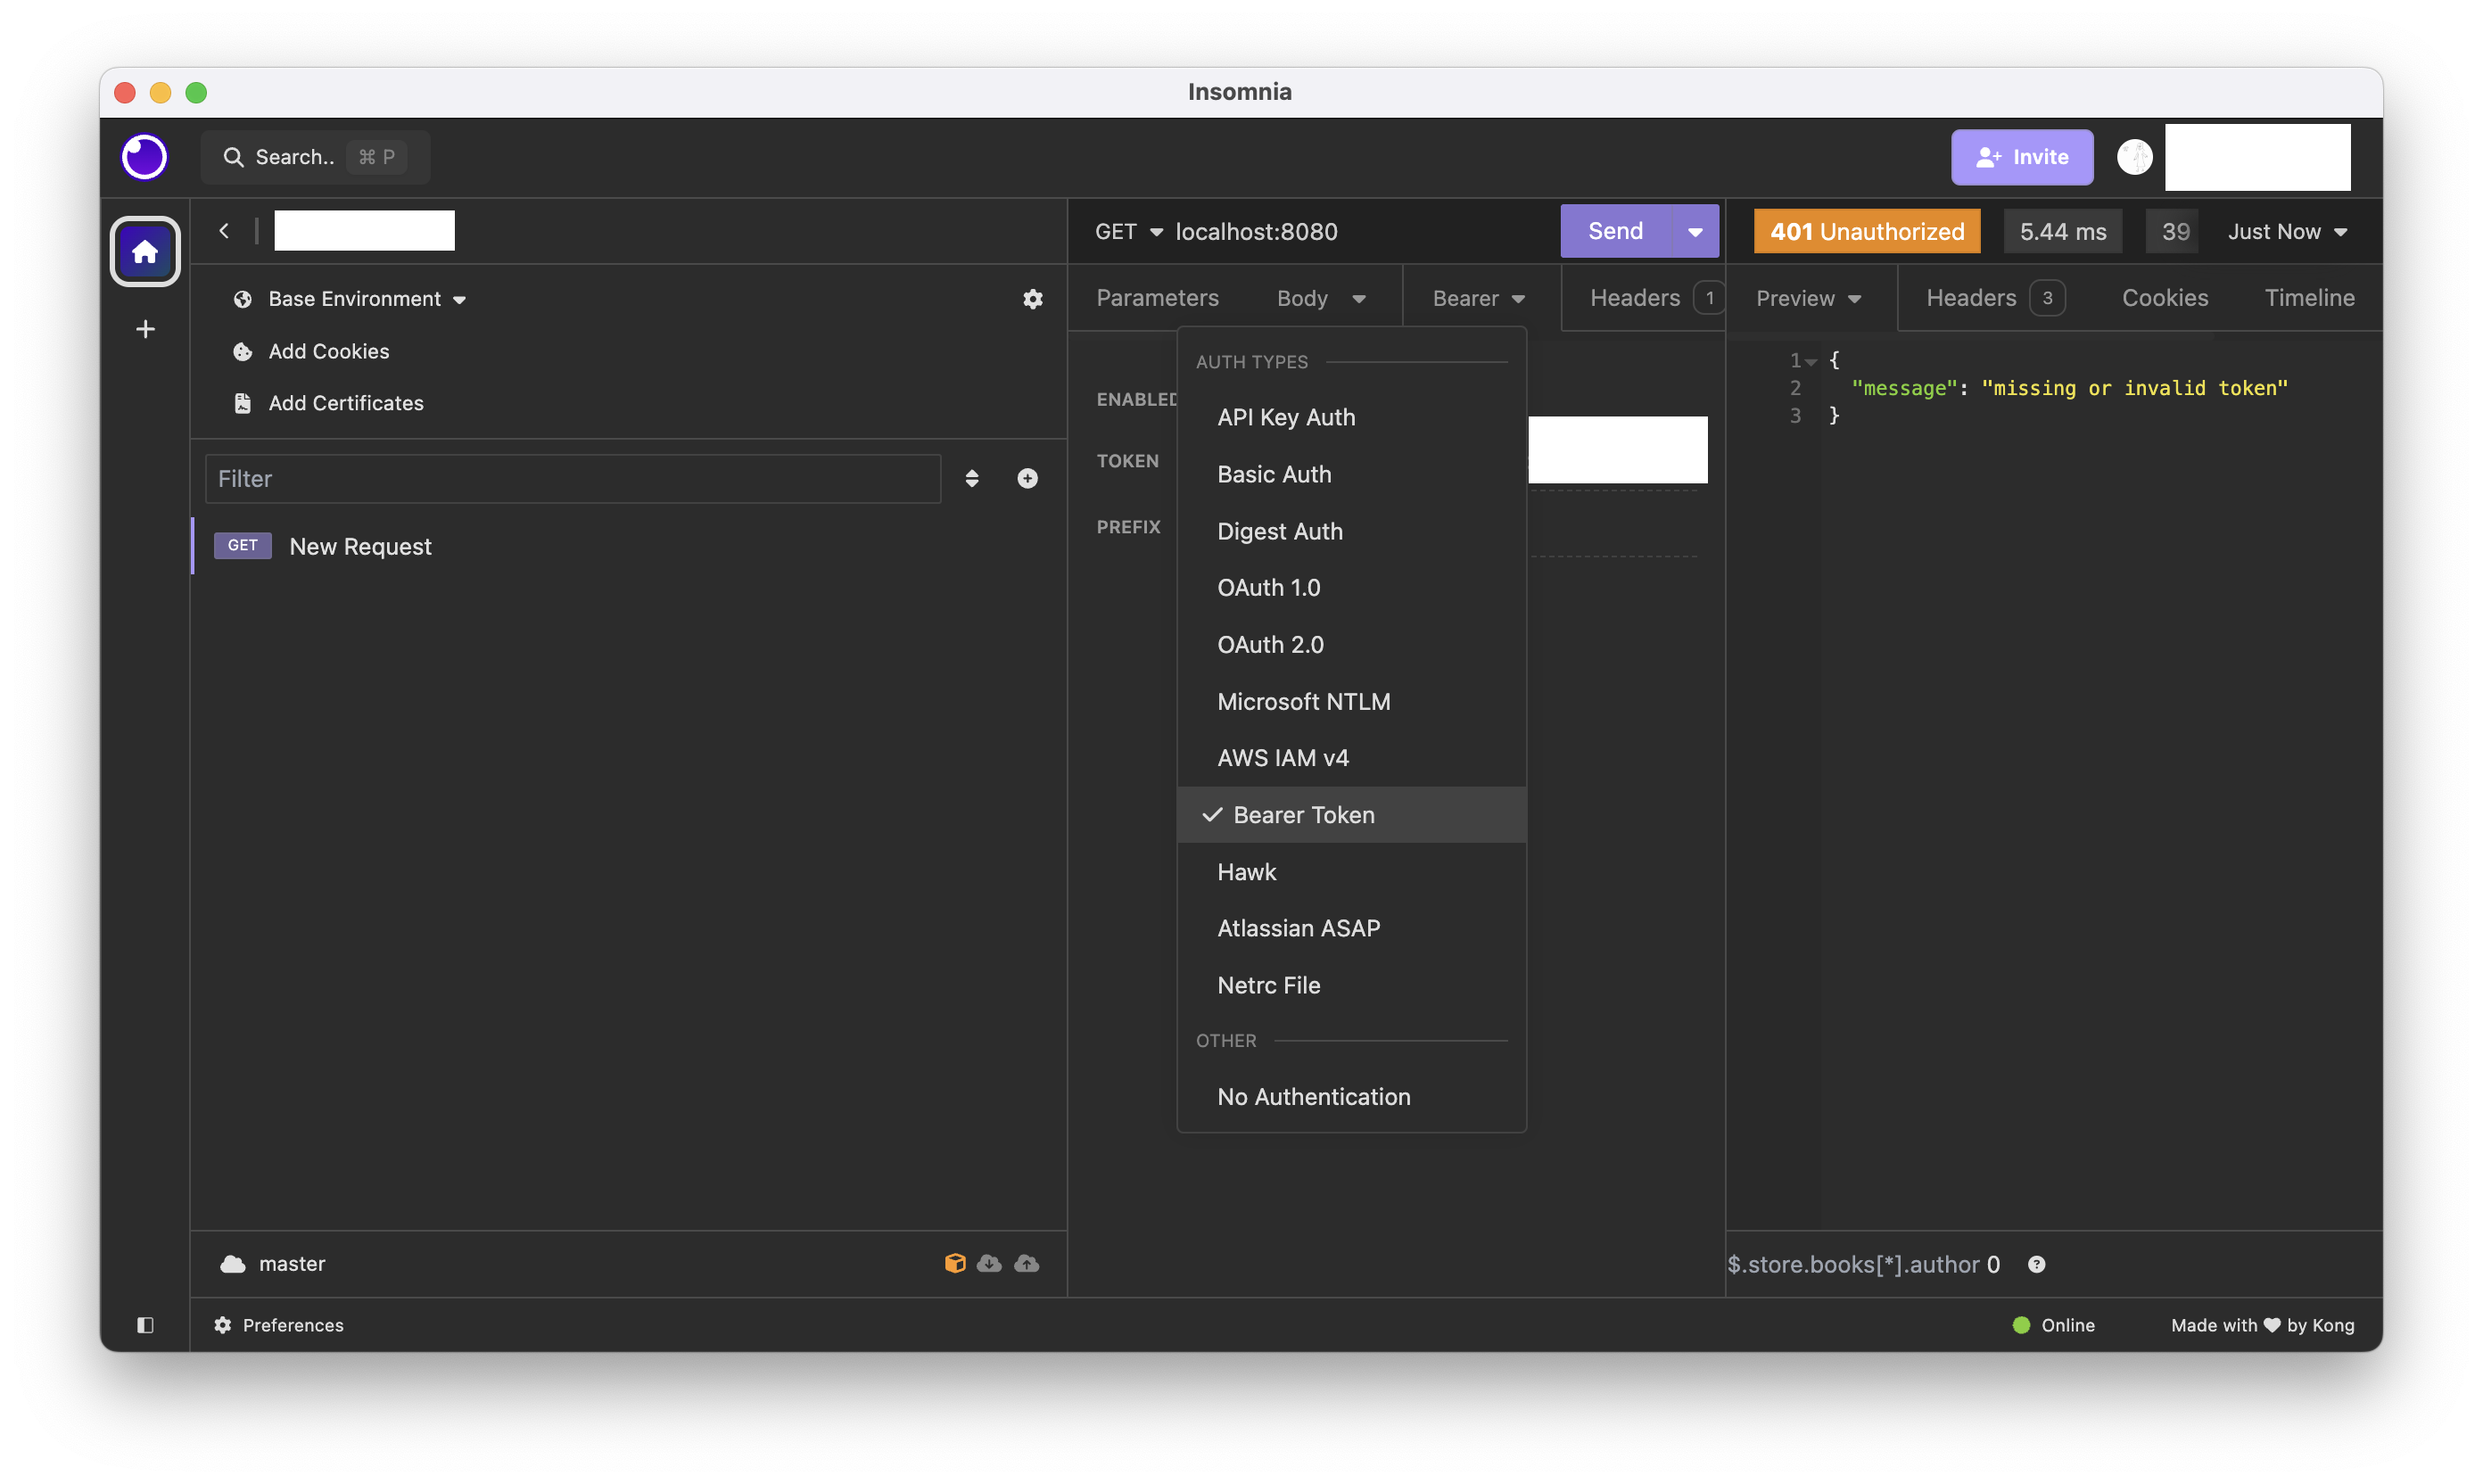 Insomnia
Search.. ⌘ P
Invite
GET localhost:8080
Send
401 Unauthorized
5.44 ms
39
Just Now
Base Environment
Add Cookies
Add Certificates
Filter
GET New Request
Parameters
Body
Bearer
Headers 1
ENABLED
TOKEN
PREFIX
AUTH TYPES
API Key Auth
Basic Auth
Digest Auth
OAuth 1.0
OAuth 2.0
Microsoft NTLM
AWS IAM v4
Bearer Token
Hawk
Atlassian ASAP
Netrc File
OTHER
No Authentication
Preview
Headers 3
Cookies
Timeline
1 {
2 "message": "missing or invalid token"
3 }
master
$.store.books[*].author 0
Preferences
Online
Made with ♥ by Kong